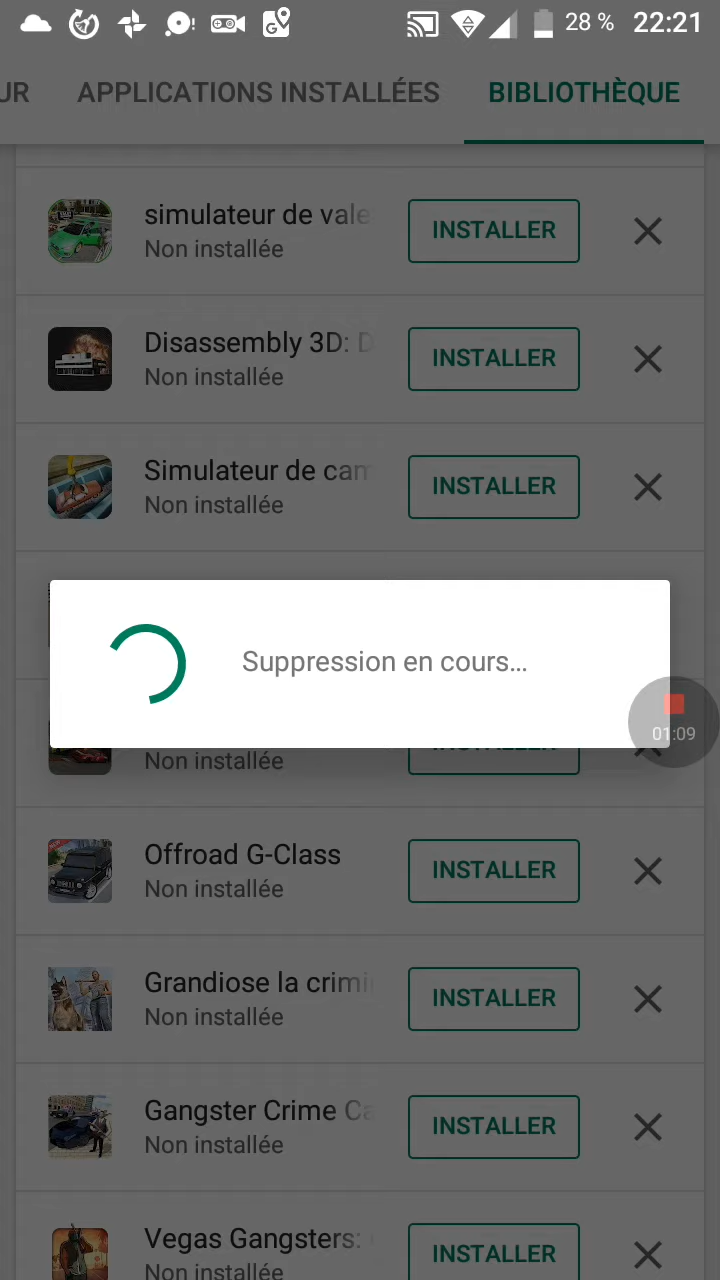 28 % 22:21
UR APPLICATIONS INSTALLÉES BIBLIOTHÈQUE
simulateur de vale
Non installée
INSTALLER
Disassembly 3D: D
Non installée
INSTALLER
Simulateur de cam
Non installée
INSTALLER
Suppression en cours...
01:09
Non installée
INSTALLER
Offroad G-Class
Non installée
INSTALLER
Grandiose la crimi
Non installée
INSTALLER
Gangster Crime Ca
Non installée
INSTALLER
Vegas Gangsters:
Non installée
INSTALLER